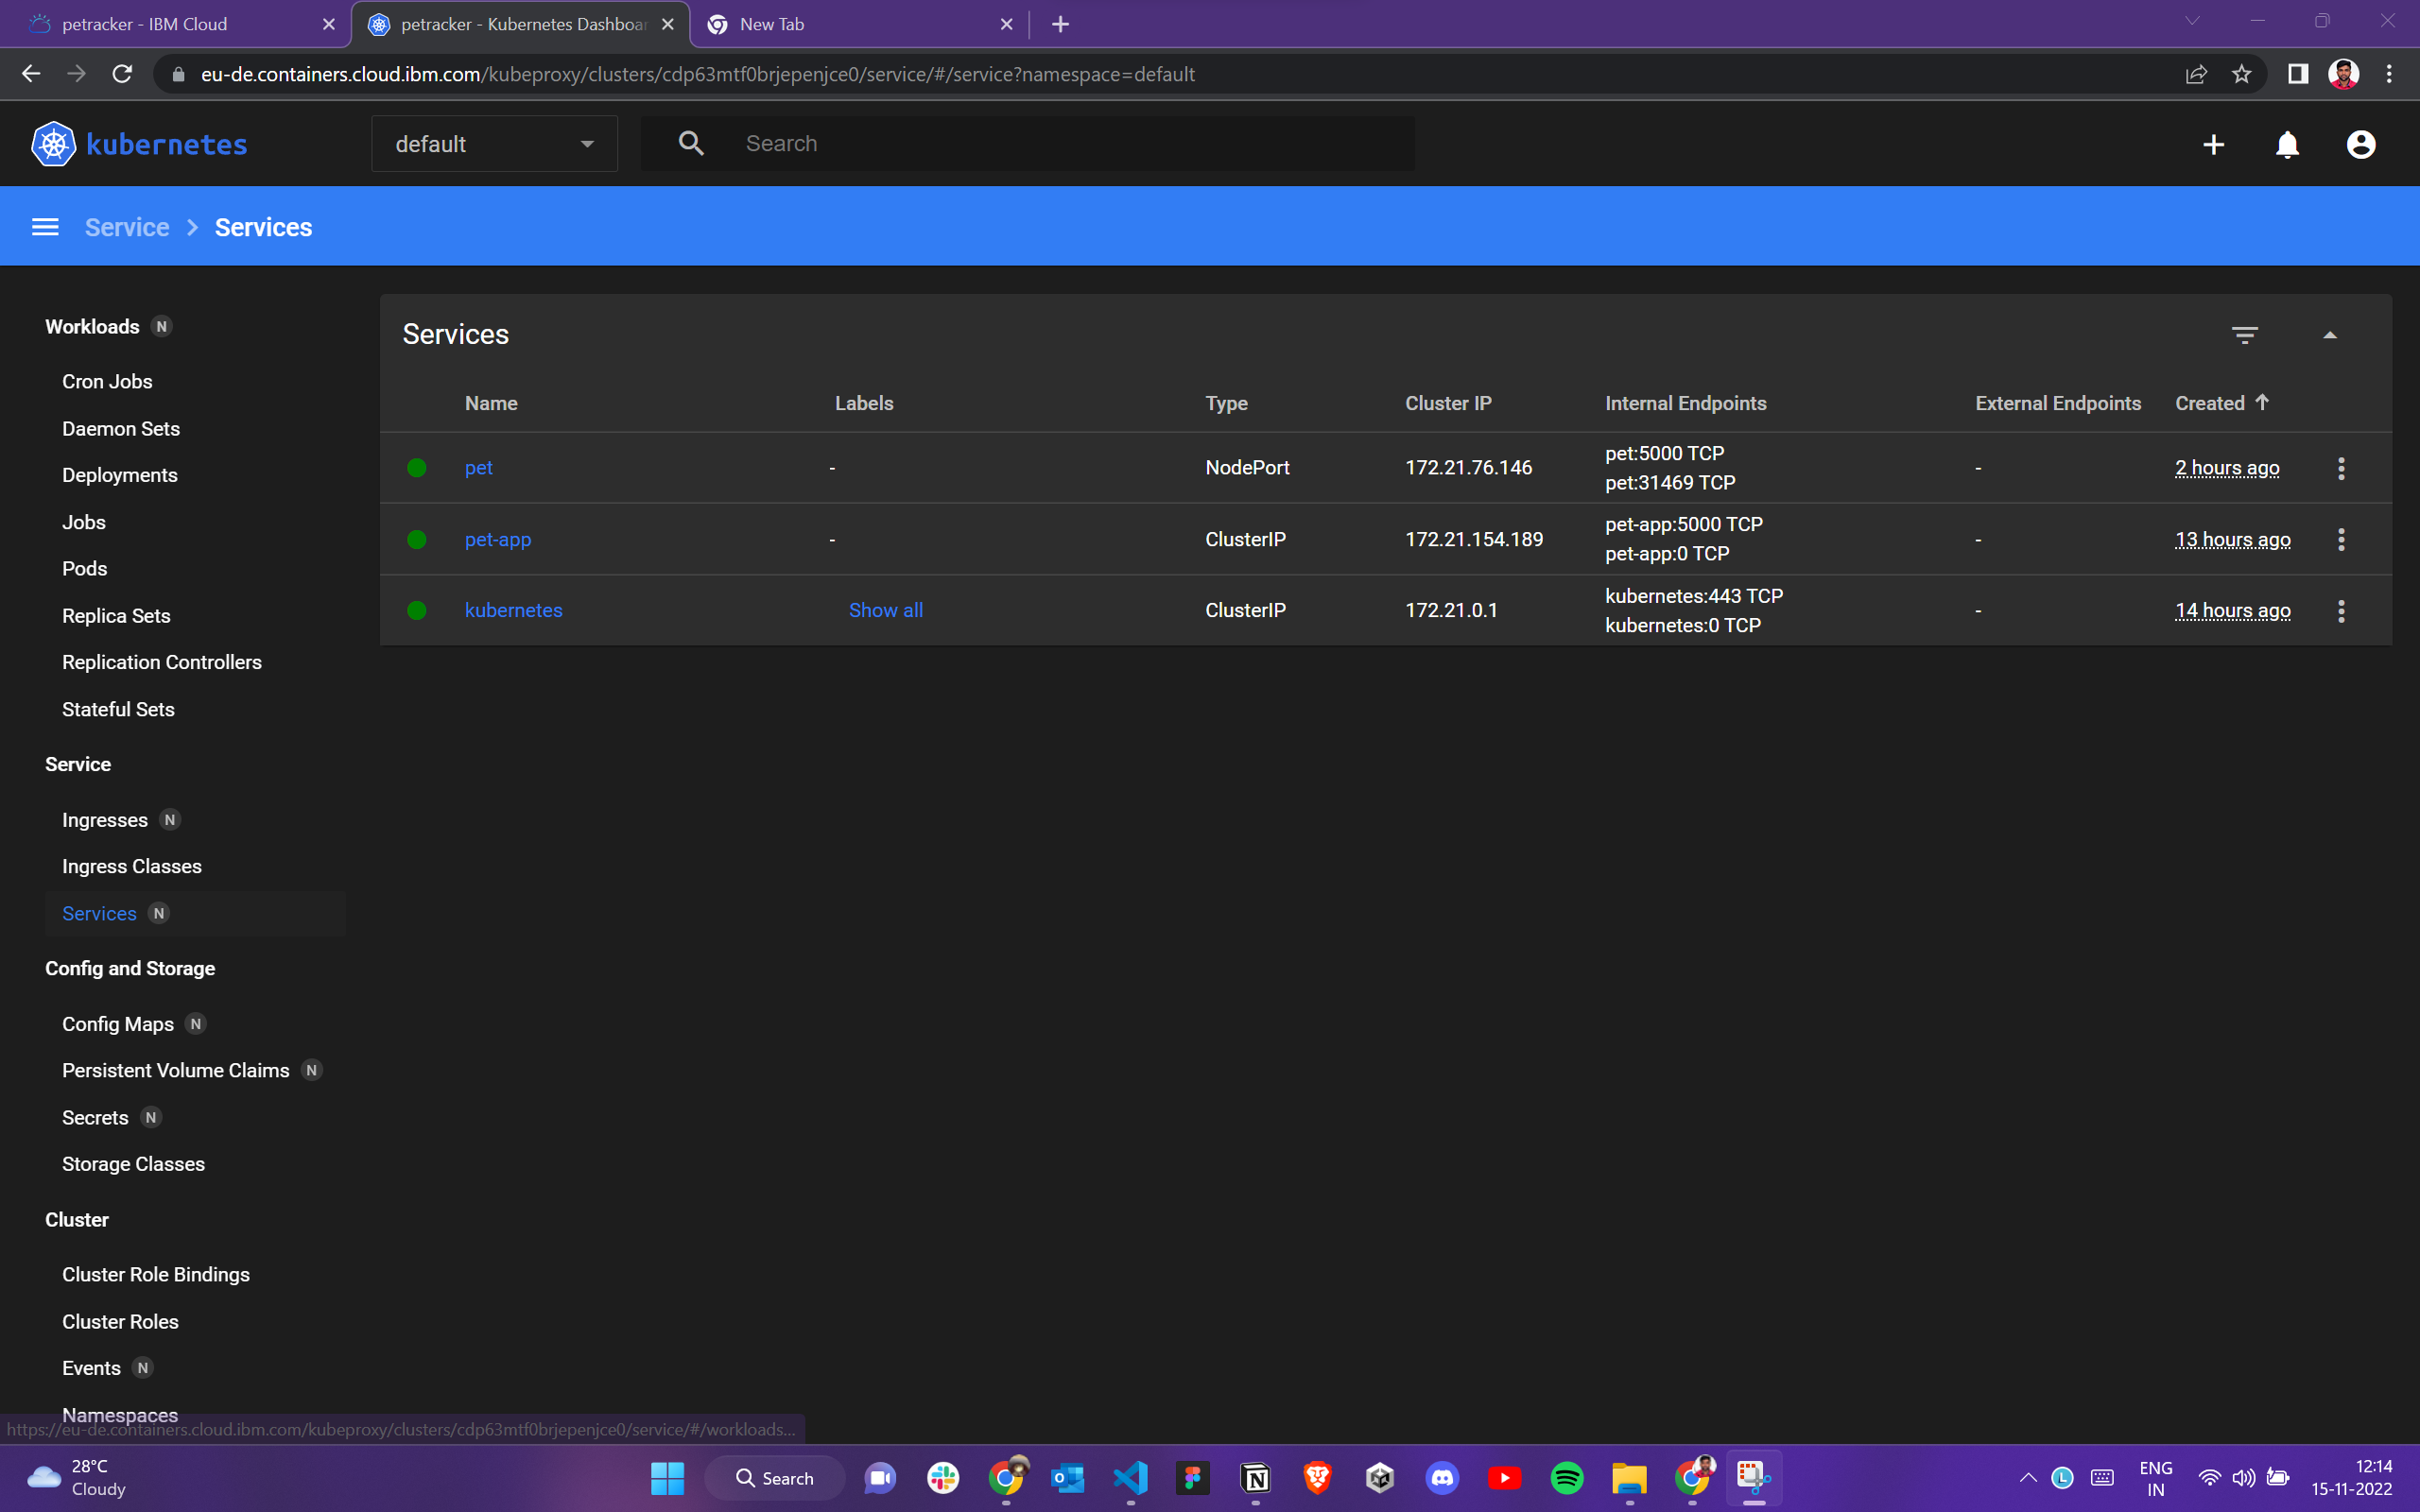 petracker - IBM Cloud
petracker - Kubernetes Dashboar
New Tab
eu-de.containers.cloud.ibm.com/kubeproxy/clusters/cdp63mtf0brjepenjce0/service/#/service?namespace=default
kubernetes
default
Search
Service > Services
Workloads N
Cron Jobs
Daemon Sets
Deployments
Jobs
Pods
Replica Sets
Replication Controllers
Stateful Sets
Service
Ingresses N
Ingress Classes
Services N
Config and Storage
Config Maps N
Persistent Volume Claims N
Secrets N
Storage Classes
Cluster
Cluster Role Bindings
Cluster Roles
Events N
Namespaces
Services
Name Labels Type Cluster IP Internal Endpoints External Endpoints Created
pet - NodePort 172.21.76.146 pet:5000 TCP - 2 hours ago
pet:31469 TCP
pet-app - ClusterIP 172.21.154.189 pet-app:5000 TCP - 13 hours ago
pet-app:0 TCP
kubernetes Show all ClusterIP 172.21.0.1 kubernetes:443 TCP - 14 hours ago
kubernetes:0 TCP
https://eu-de.containers.cloud.ibm.com/kubeproxy/clusters/cdp63mtf0brjepenjce0/service/#/workloads...
28°C
Cloudy
Search
ENG
IN
12:14
15-11-2022